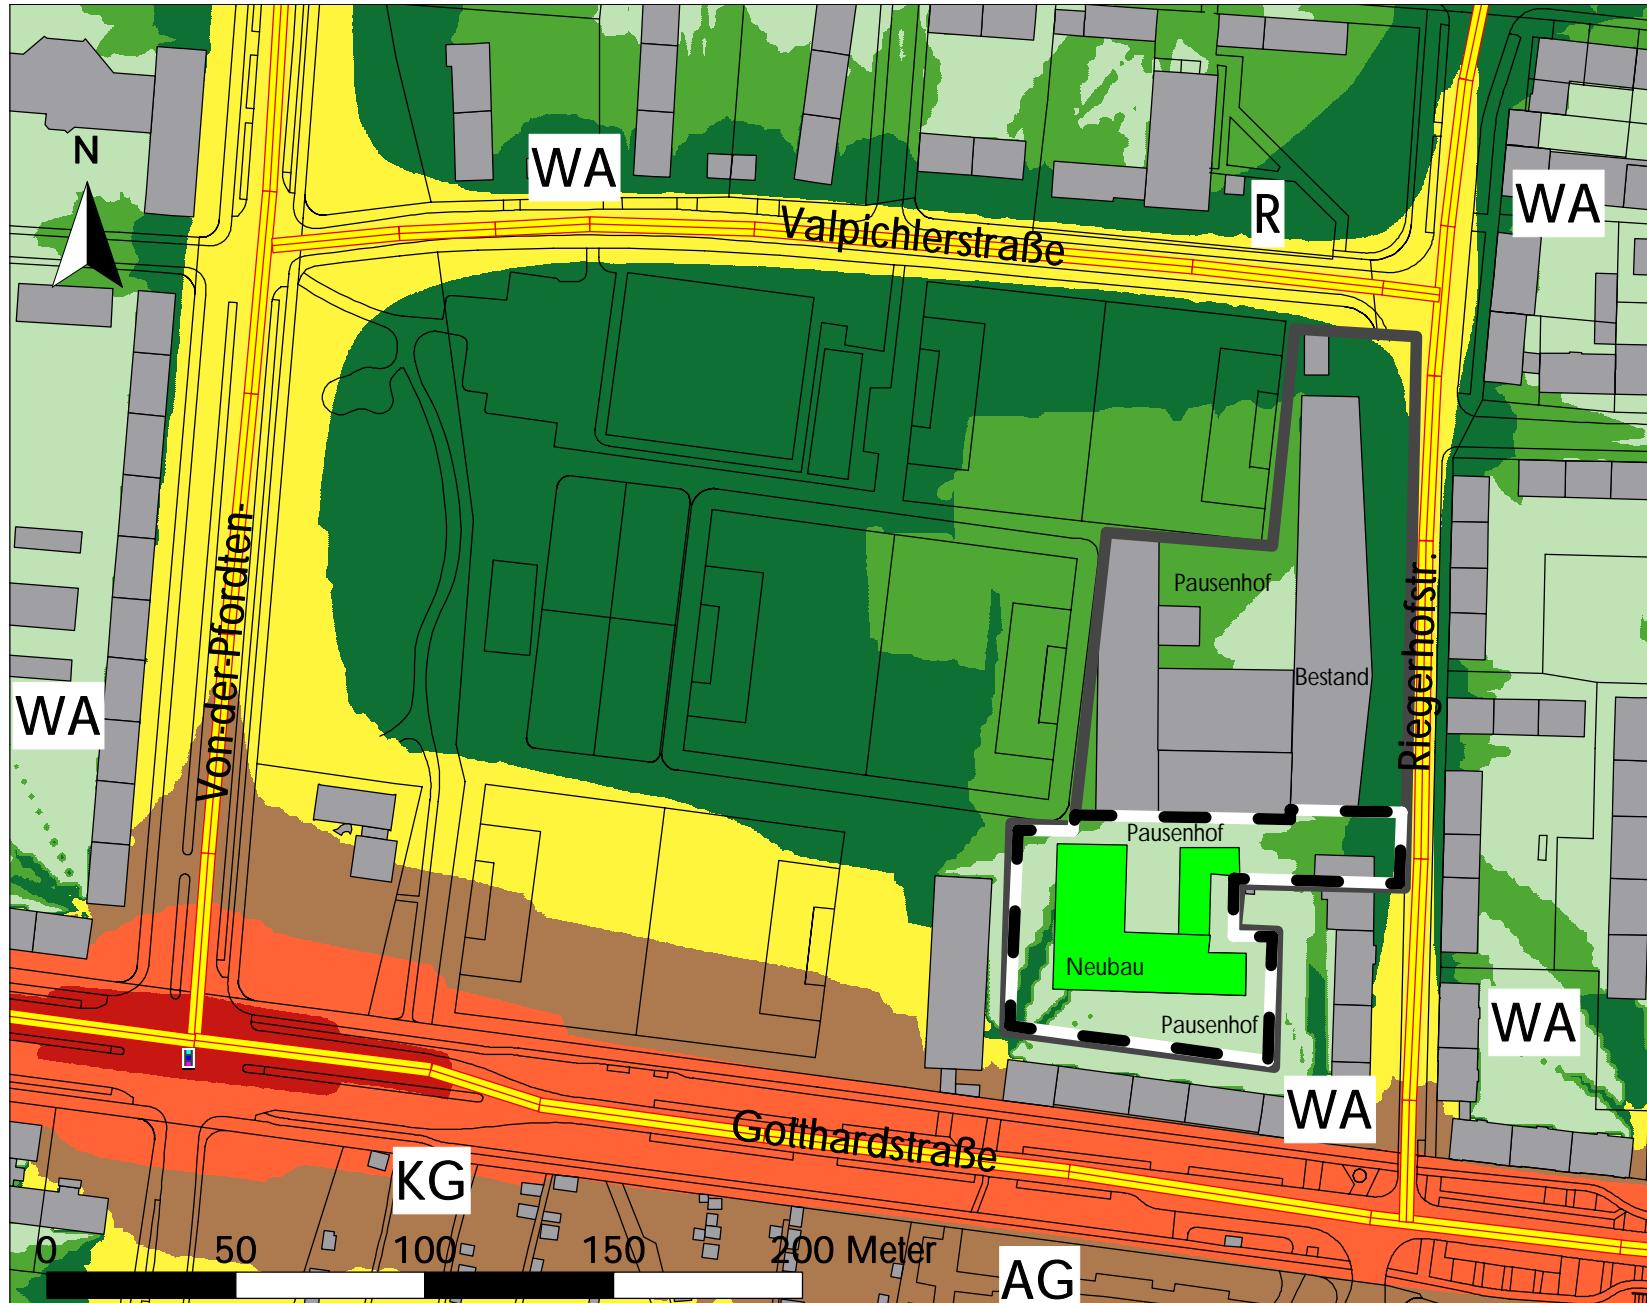 N
WA
R
WA
Valpichlerstraße
Von-der-Pfordten-
Pausenhof
Riegerhofstr.
Bestand
WA
Pausenhof
Neubau
Pausenhof
WA
WA
Gotthardstraße
KG
0 50 100 150 200 Meter
AG